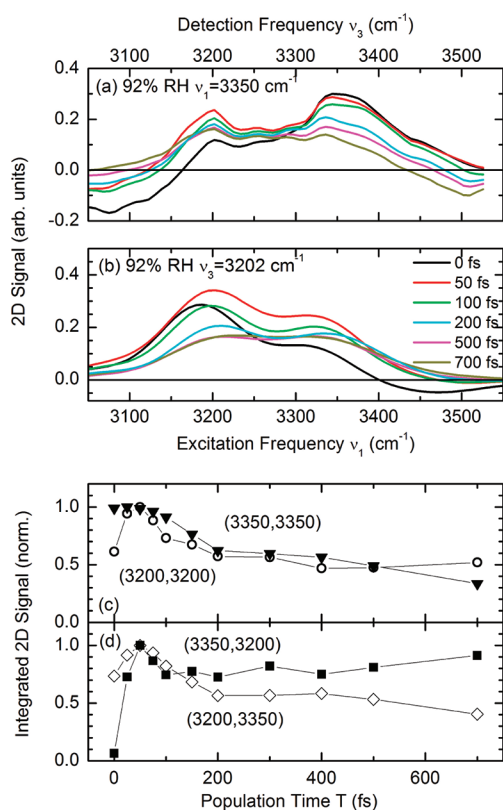 Detection Frequency ν3 (cm-1)
3100 3200 3300 3400 3500
(a) 92% RH ν1=3350 cm-1
0.4
0.2
0.0
-0.2
2D Signal (arb. units)
(b) 92% RH ν3=3202 cm-1
0 fs
50 fs
100 fs
200 fs
500 fs
700 fs
0.4
0.2
0.0
3100 3200 3300 3400 3500
Excitation Frequency ν1 (cm-1)
Integrated 2D Signal (norm.)
1.0
0.5
0.0
(3350,3350)
(3200,3200)
(c)
(d)
1.0
0.5
0.0
(3350,3200)
(3200,3350)
0 200 400 600
Population Time T (fs)